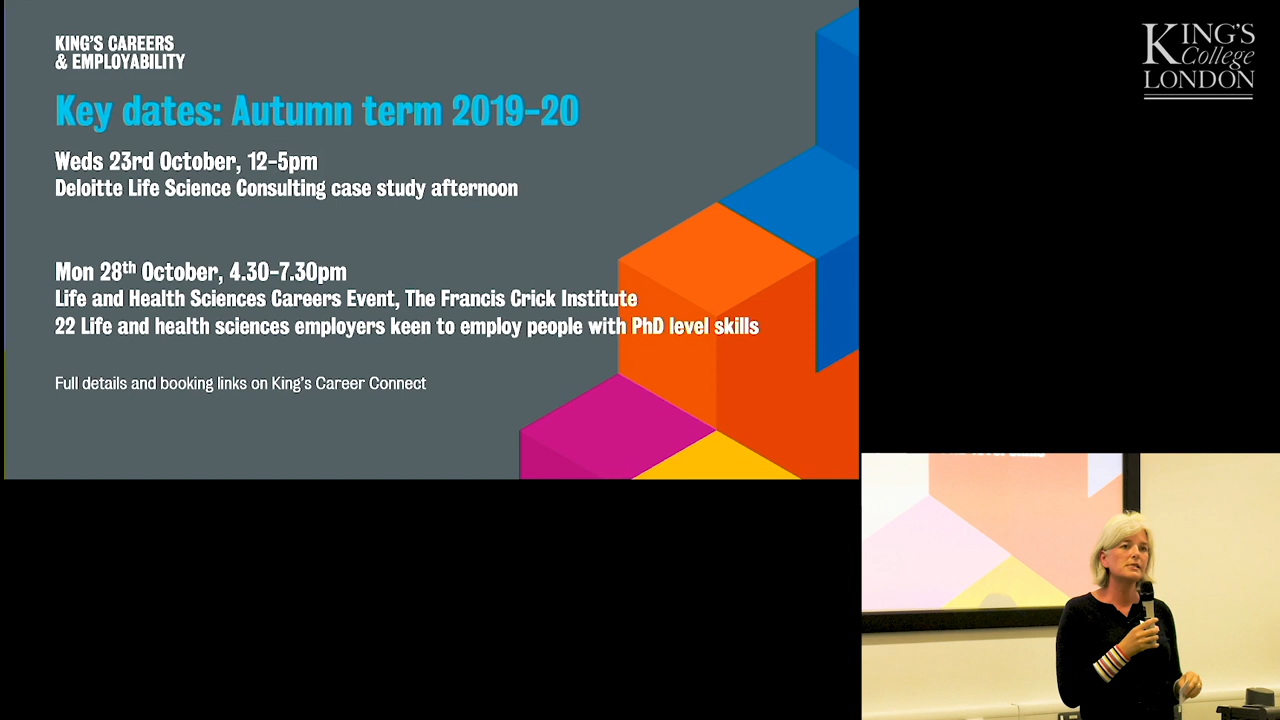 KING'S CAREERS
& EMPLOYABILITY
Key dates: Autumn term 2019-20
Weds 23rd October, 12-5pm
Deloitte Life Science Consulting case study afternoon
Mon 28th October, 4.30-7.30pm
Life and Health Sciences Careers Event, The Francis Crick Institute
22 Life and health sciences employers keen to employ people with PhD level skills
Full details and booking links on King's Career Connect
KING'S
College
LONDON